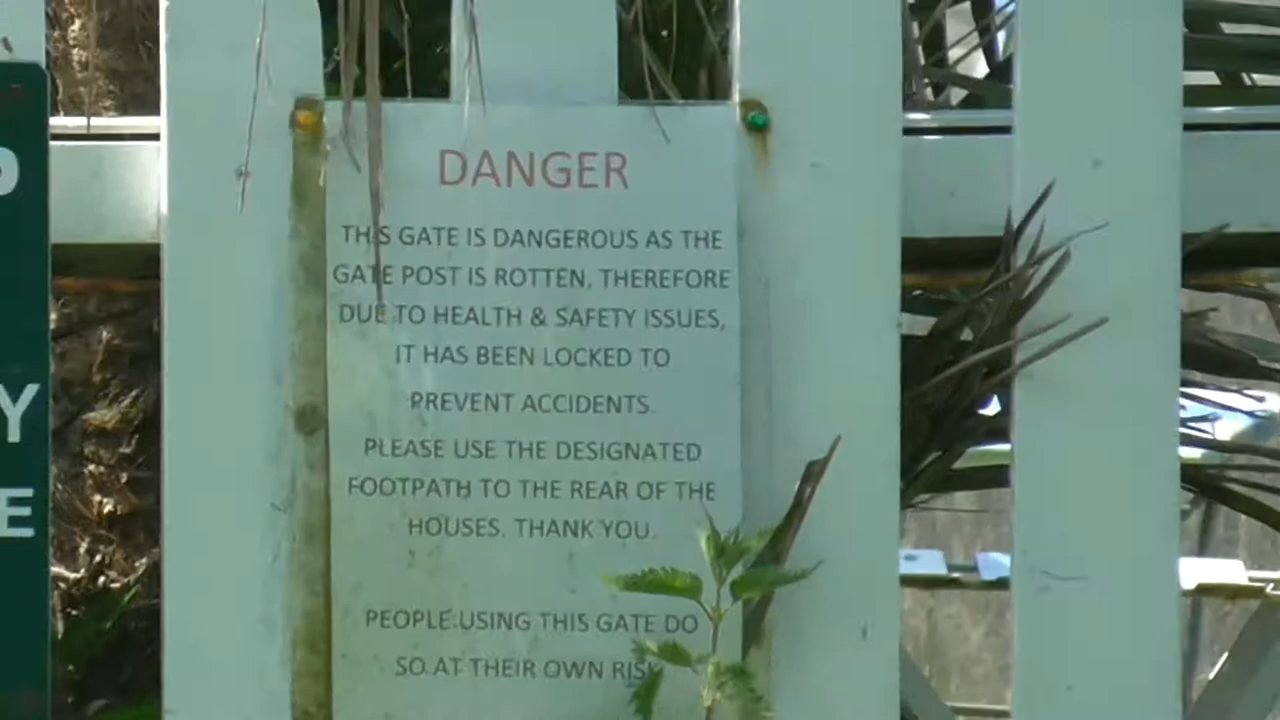 DANGER
THIS GATE IS DANGEROUS AS THE
GATE POST IS ROTTEN, THEREFORE
DUE TO HEALTH & SAFETY ISSUES,
IT HAS BEEN LOCKED TO
PREVENT ACCIDENTS.
PLEASE USE THE DESIGNATED
FOOTPATH TO THE REAR OF THE
HOUSES. THANK YOU.
PEOPLE USING THIS GATE DO
SO AT THEIR OWN RISK